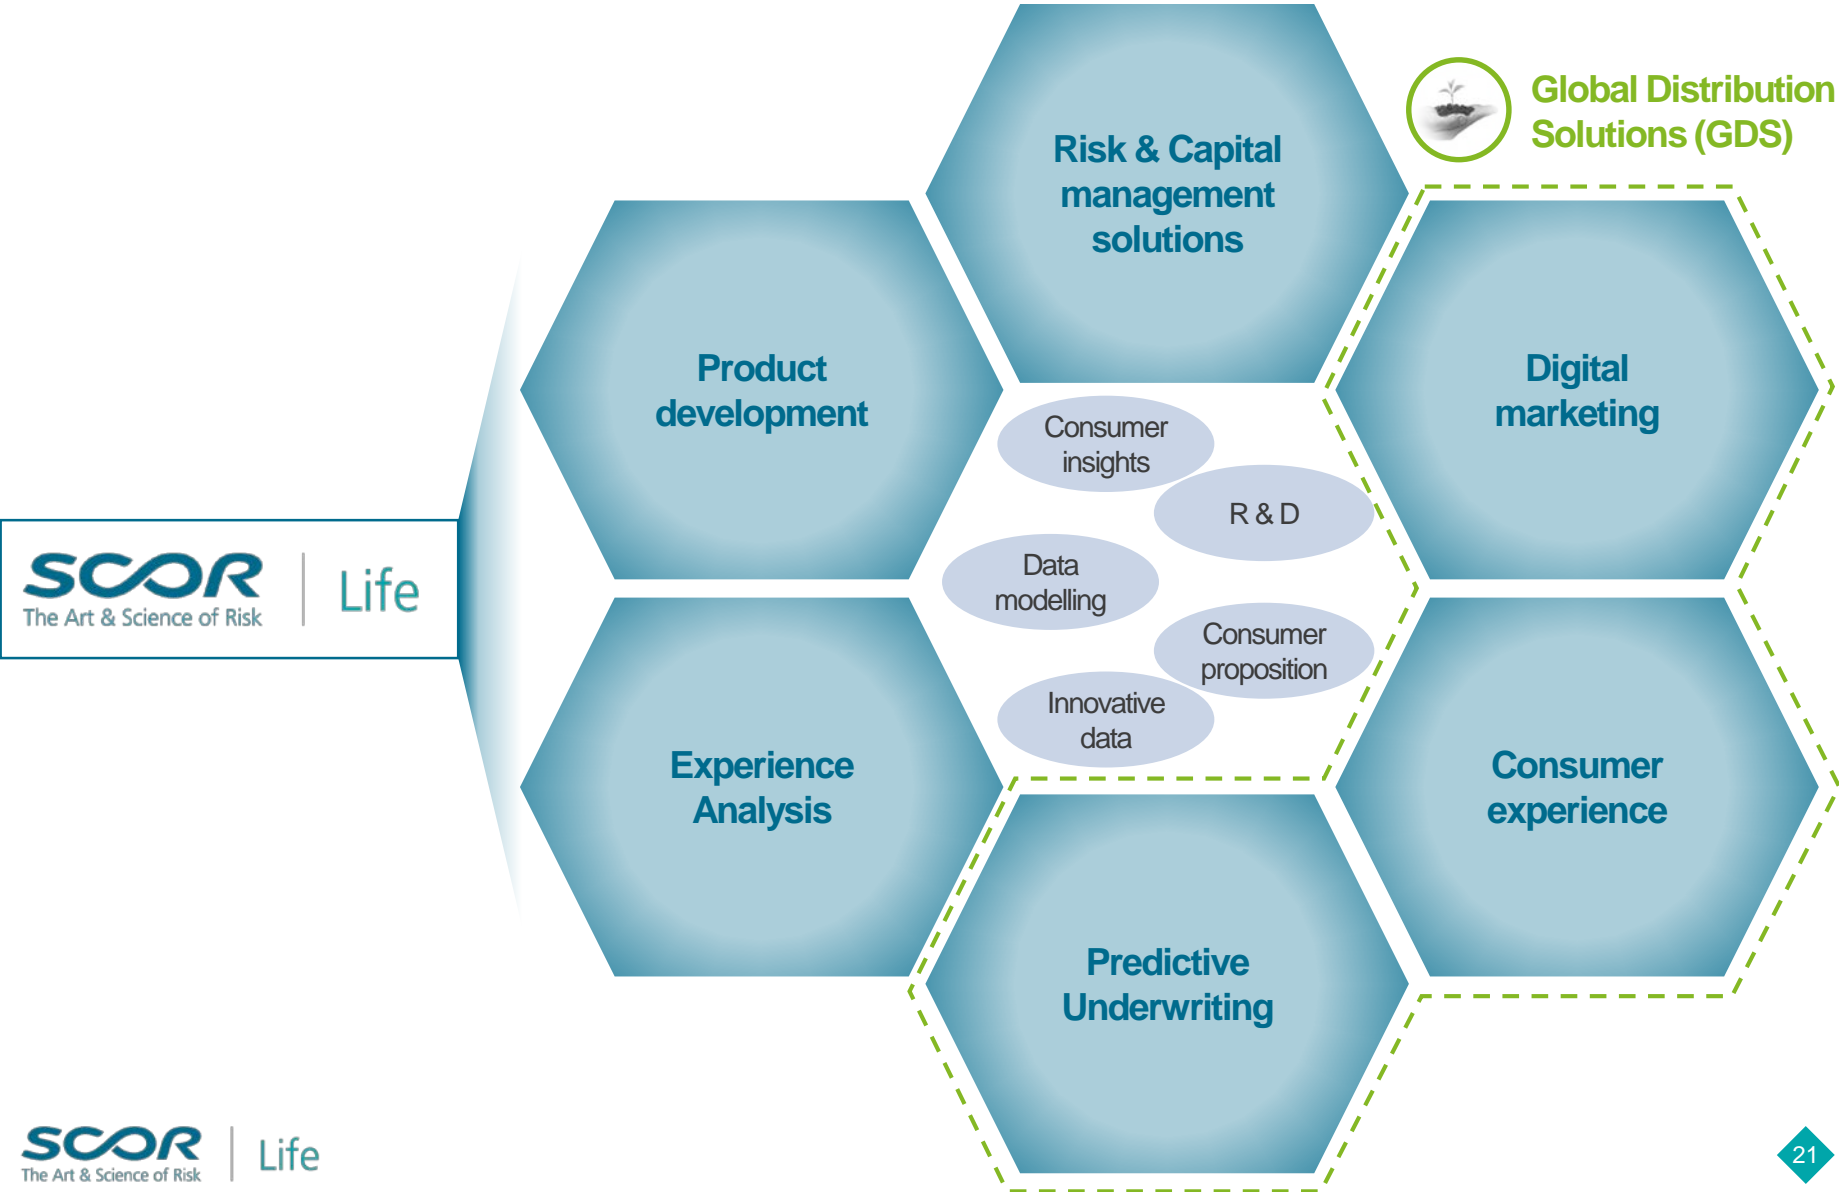 Global Distribution
Solutions (GDS)
Risk & Capital
management
solutions
Product
development
Digital
marketing
Consumer
insights
R & D
Data
modelling
Consumer
proposition
Innovative
data
SCOR
The Art & Science of Risk
Life
Experience
Analysis
Consumer
experience
Predictive
Underwriting
SCOR
The Art & Science of Risk
Life
21